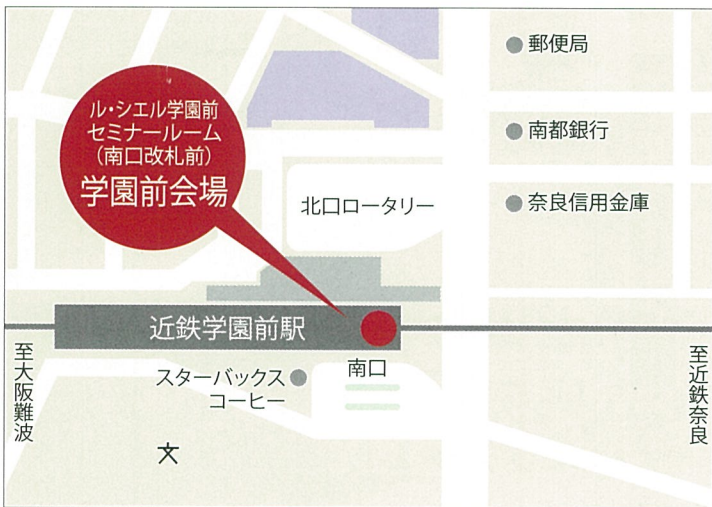 郵便局
ル・シエル学園前
セミナールーム
（南口改札前）
学園前会場
南都銀行
北口ロータリー
奈良信用金庫
近鉄学園前駅
至大阪難波
スターバックス
コーヒー
南口
至近鉄奈良
文